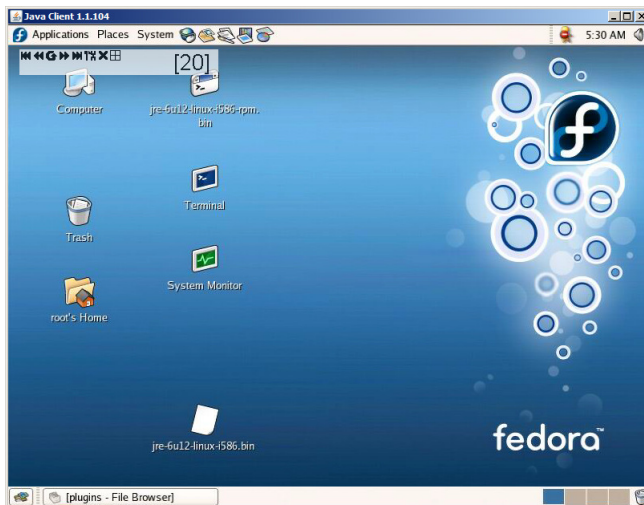 Java Client 1.1.104
Applications Places System 5:30 AM
[20]
Computer
jre-6u12-linux-i586-rpm.
bin
Terminal
Trash
System Monitor
root's Home
jre-6u12-linux-i586.bin
fedora™
[plugins - File Browser]